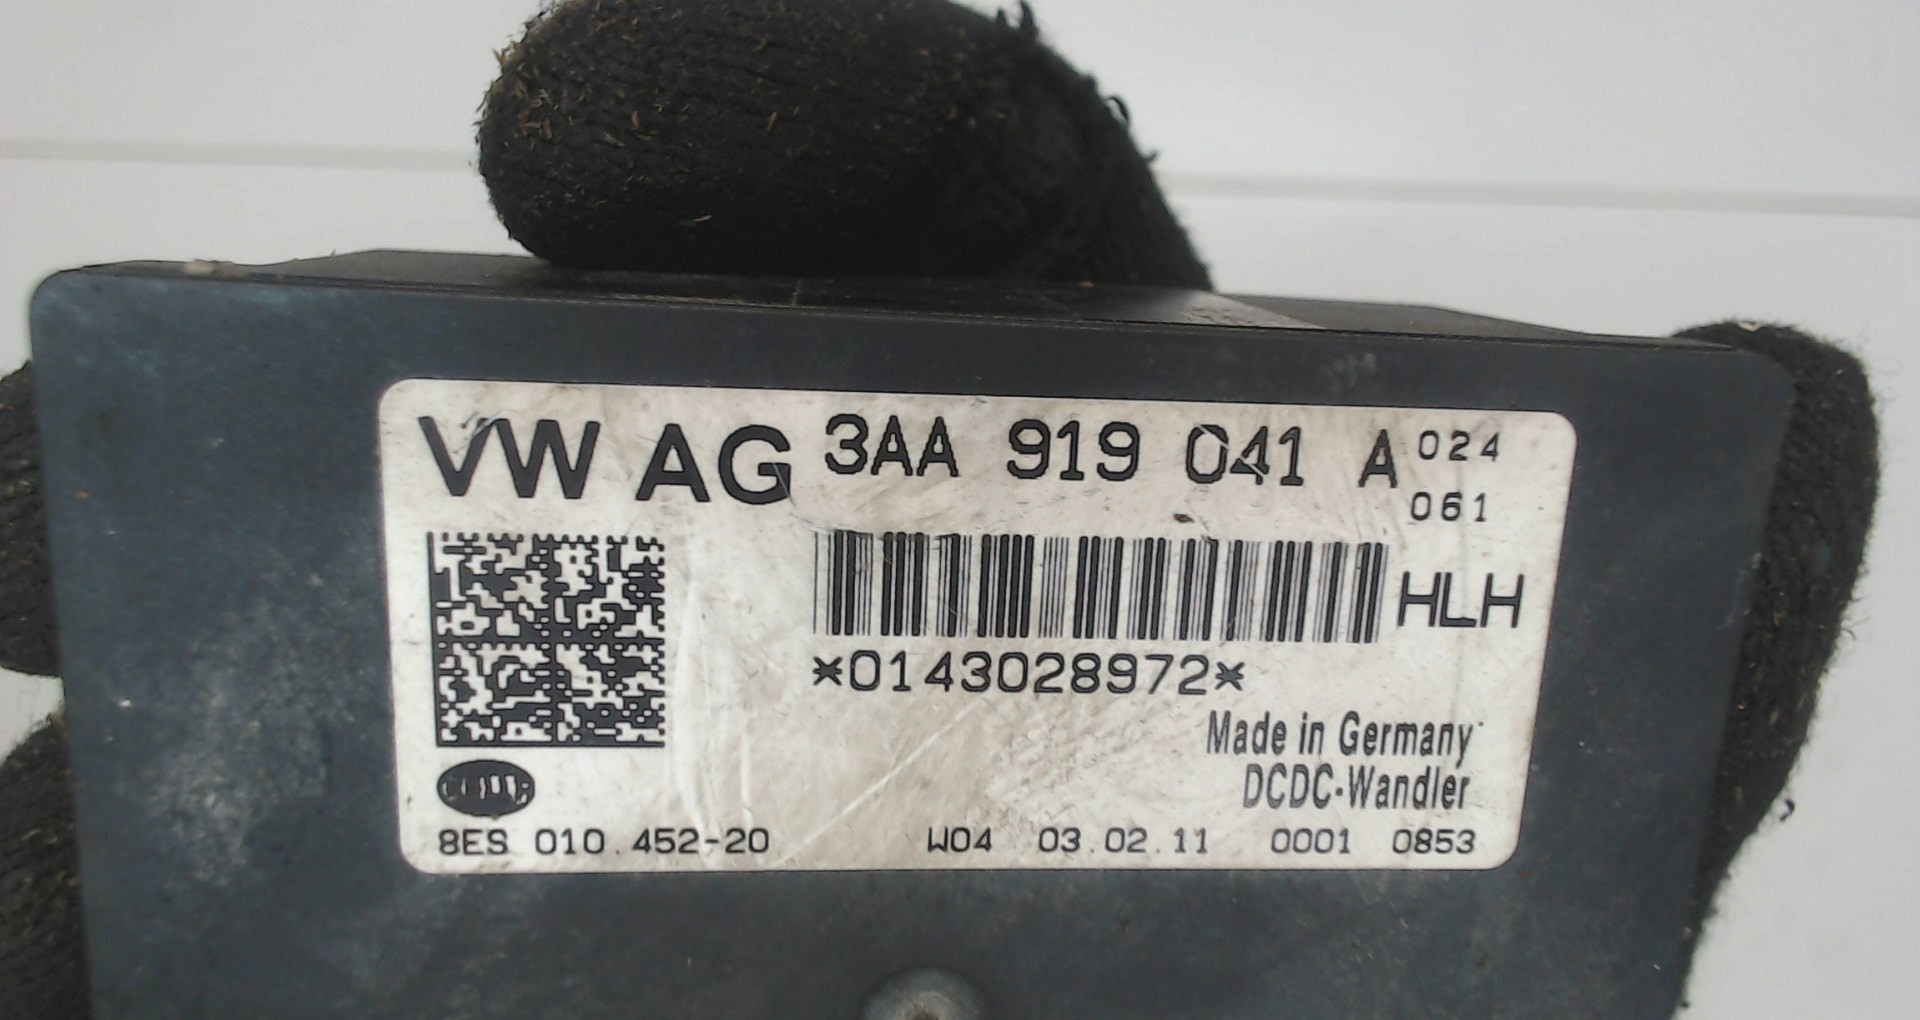 VW AG 3AA 919 041 A 024
061
HLH
*0143028972*
Made in Germany
DCDC-Wandler
HELLA
8ES 010.452-20 W04 03.02.11 0001 0853